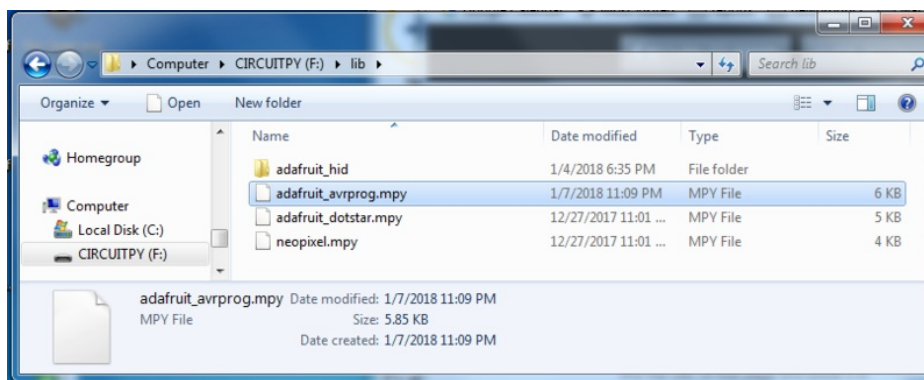 Computer ▸ CIRCUITPY (F:) ▸ lib ▸
Search lib
Organize Open New folder
Name Date modified Type Size
Homegroup
adafruit_hid 1/4/2018 6:35 PM File folder
adafruit_avrprog.mpy 1/7/2018 11:09 PM MPY File 6 KB
Computer
adafruit_dotstar.mpy 12/27/2017 11:01 ... MPY File 5 KB
Local Disk (C:)
neopixel.mpy 12/27/2017 11:01 ... MPY File 4 KB
CIRCUITPY (F:)
adafruit_avrprog.mpy Date modified: 1/7/2018 11:09 PM
MPY File Size: 5.85 KB
Date created: 1/7/2018 11:09 PM